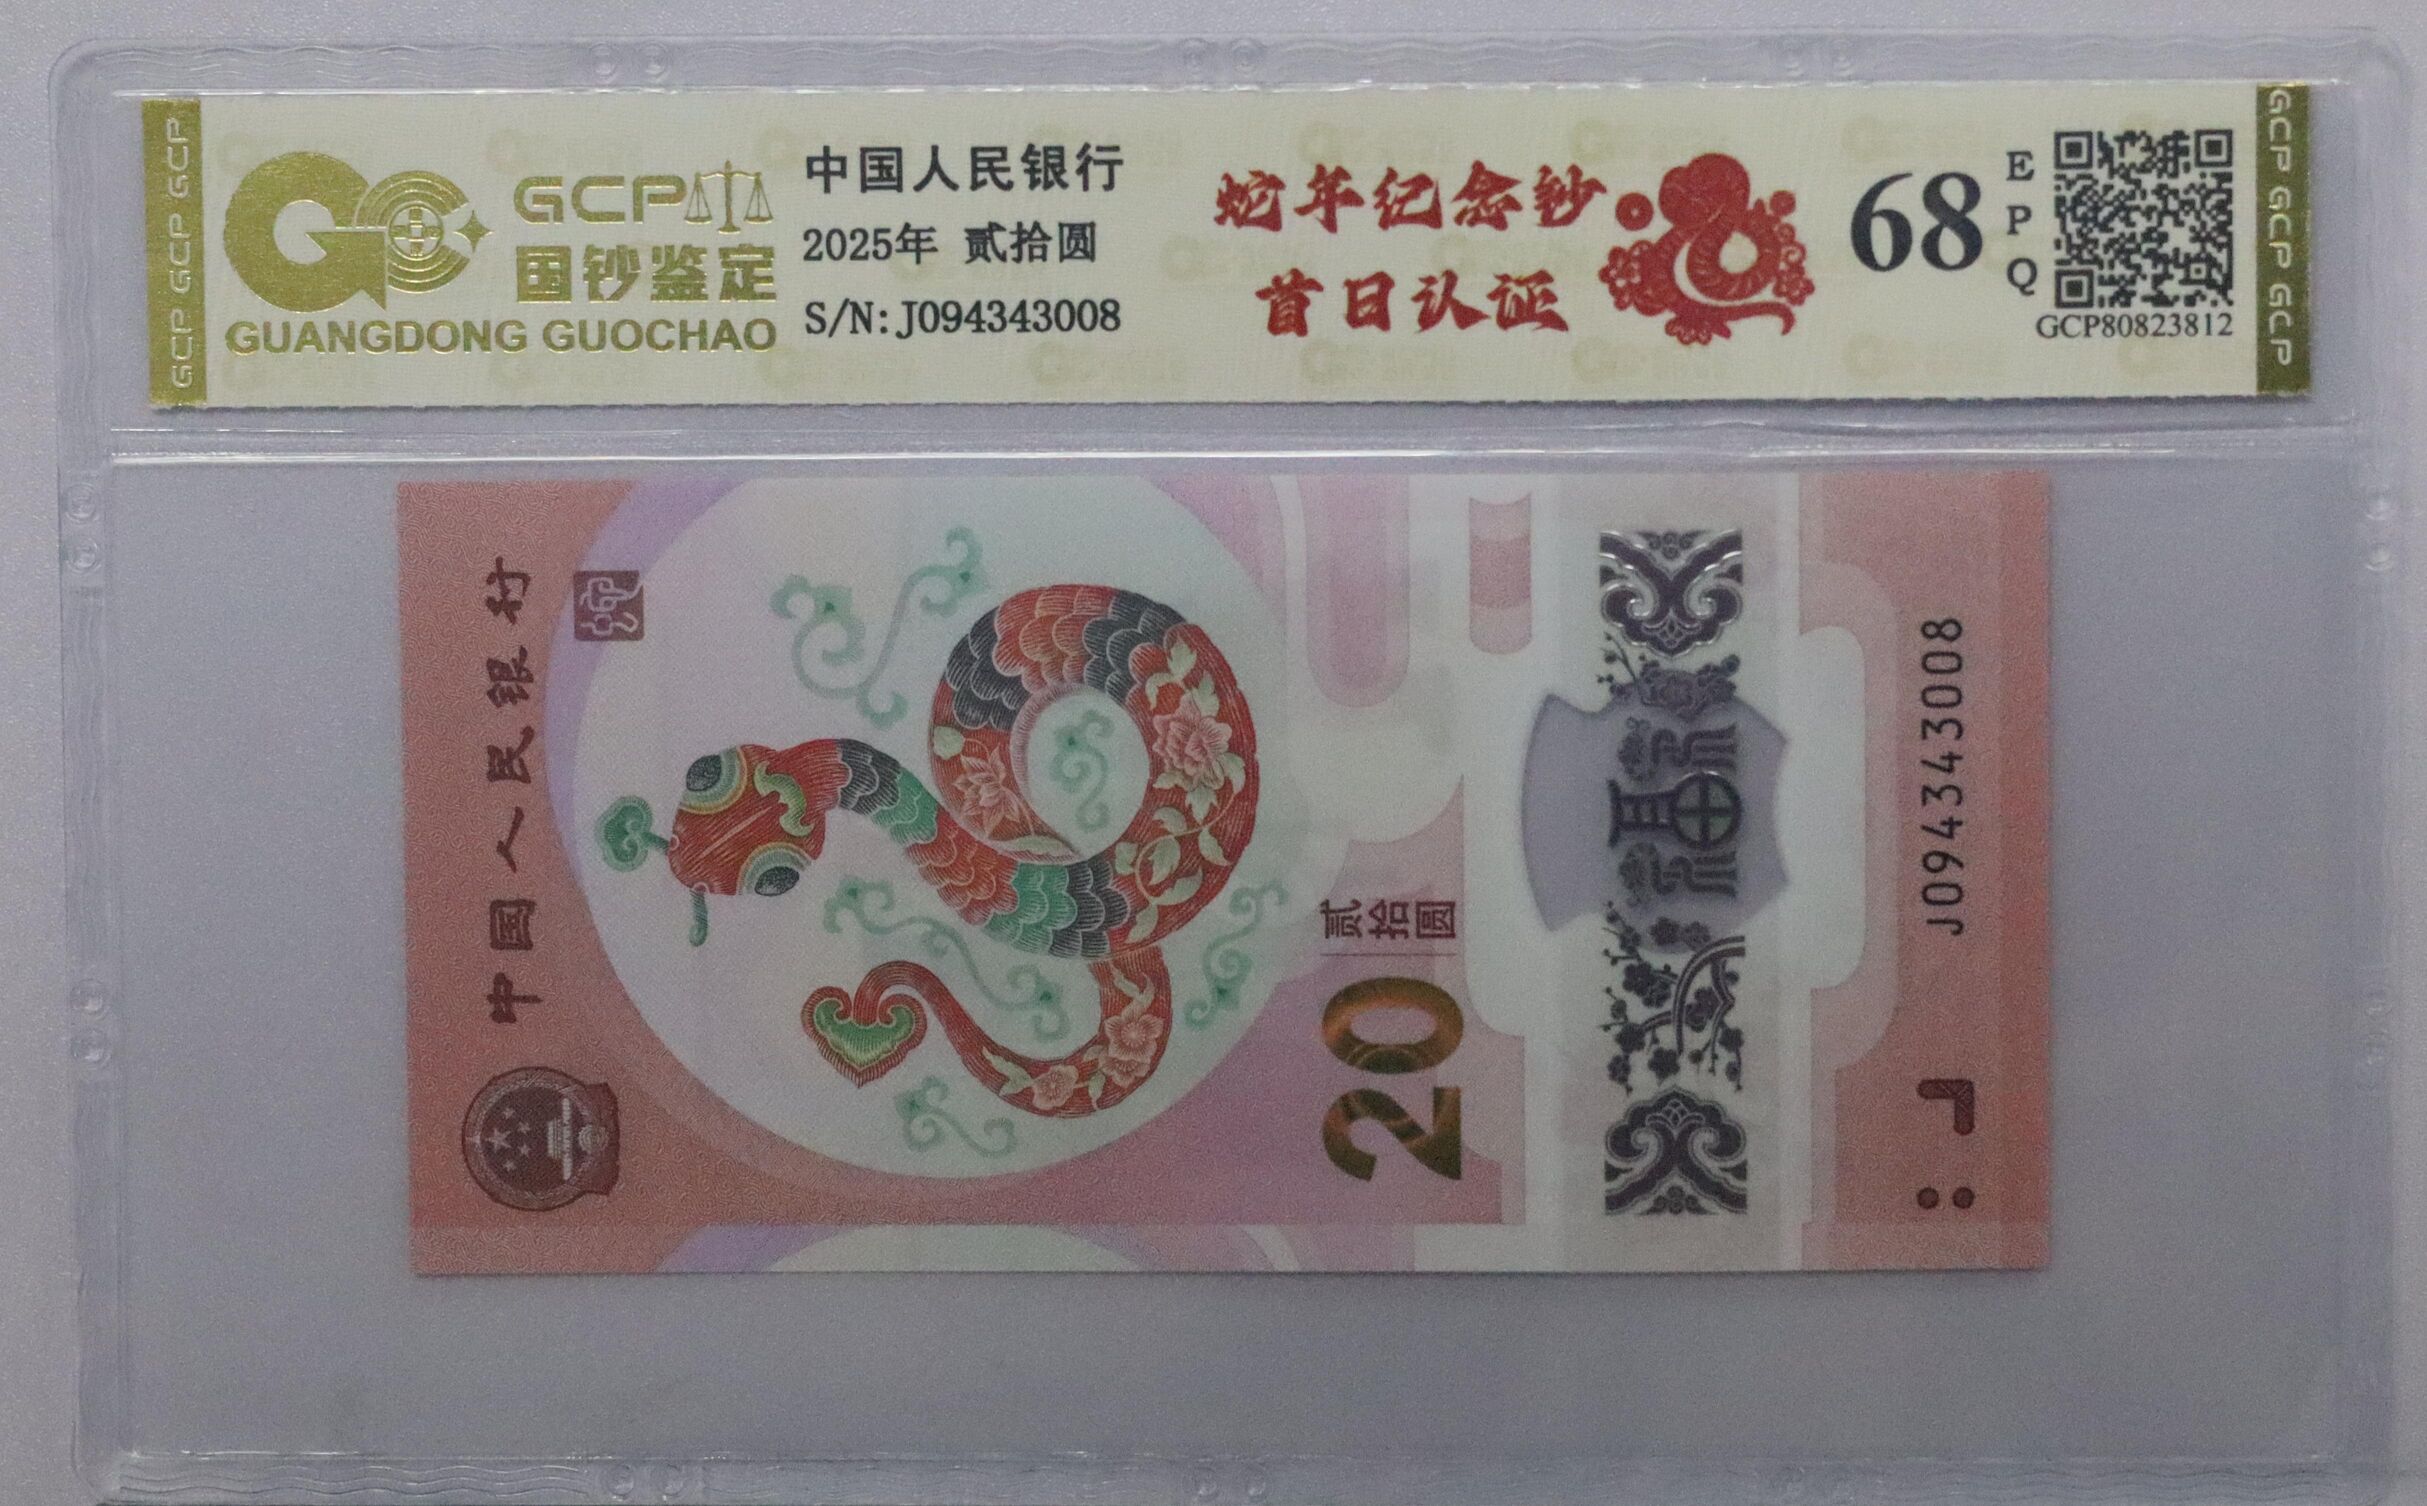 GCP GCP GCP
GCP
国钞鉴定
GUANGDONG GUOCHAO
中国人民银行
2025年 贰拾圆
S/N:J094343008
蛇年纪念钞
首日认证
68
EPQ
GCP80823812
GCP GCP GCP
中国人民银行
20
贰拾圆
福
J094343008